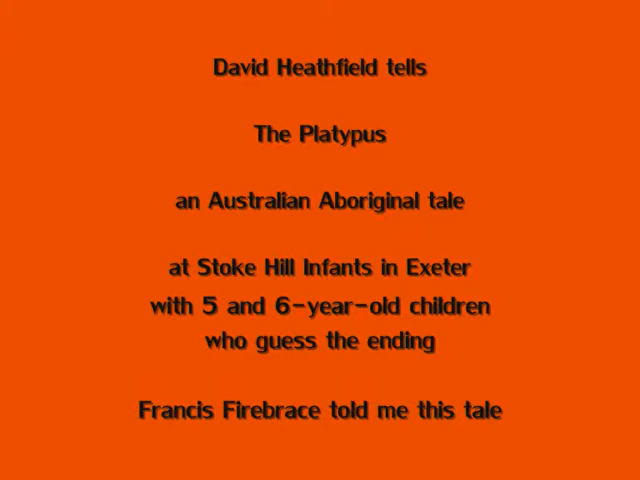 David Heathfield tells
The Platypus
an Australian Aboriginal tale
at Stoke Hill Infants in Exeter
with 5 and 6-year-old children
who guess the ending
Francis Firebrace told me this tale